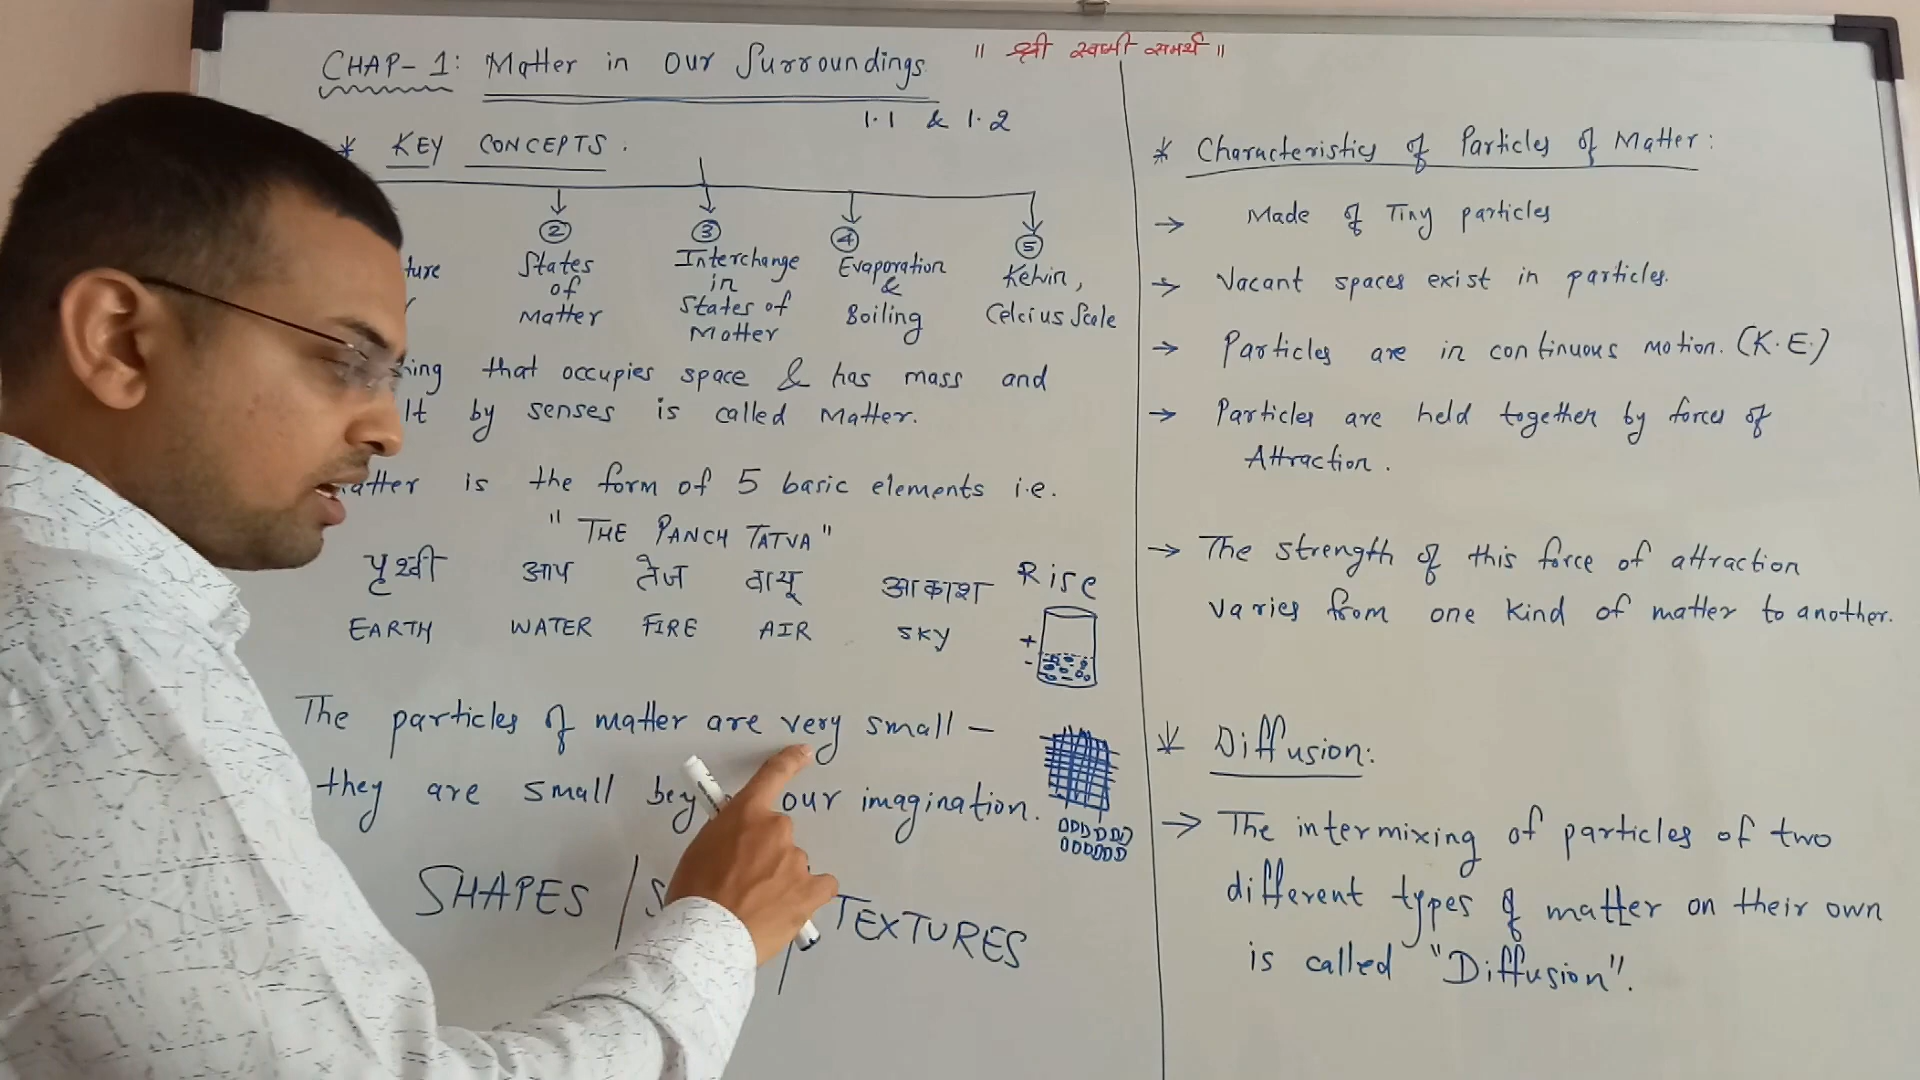 CHAP-1: Matter in our Surroundings
॥ श्री स्वामी समर्थ ॥
1.1 & 1.2
* KEY CONCEPTS.
② States of Matter
③ Interchange in States of Matter
④ Evaporation & Boiling
⑤ Kelvin, Celcius Scale
that occupies space & has mass and
by senses is called Matter.
is the form of 5 basic elements i.e.
"THE PANCH TATVA"
पृथ्वी आप तेज वायू आकाश
EARTH WATER FIRE AIR SKY
Rise
+
-
The particles of matter are very small -
they are small our imagination.
SHAPES / TEXTURES
* Characteristics of Particles of Matter:
→ Made of Tiny particles
→ Vacant spaces exist in particles.
→ Particles are in continuous motion. (K.E.)
→ Particles are held together by forces of
Attraction.
→ The strength of this force of attraction
varies from one kind of matter to another.
* Diffusion:
→ The intermixing of particles of two
different types of matter on their own
is called "Diffusion".